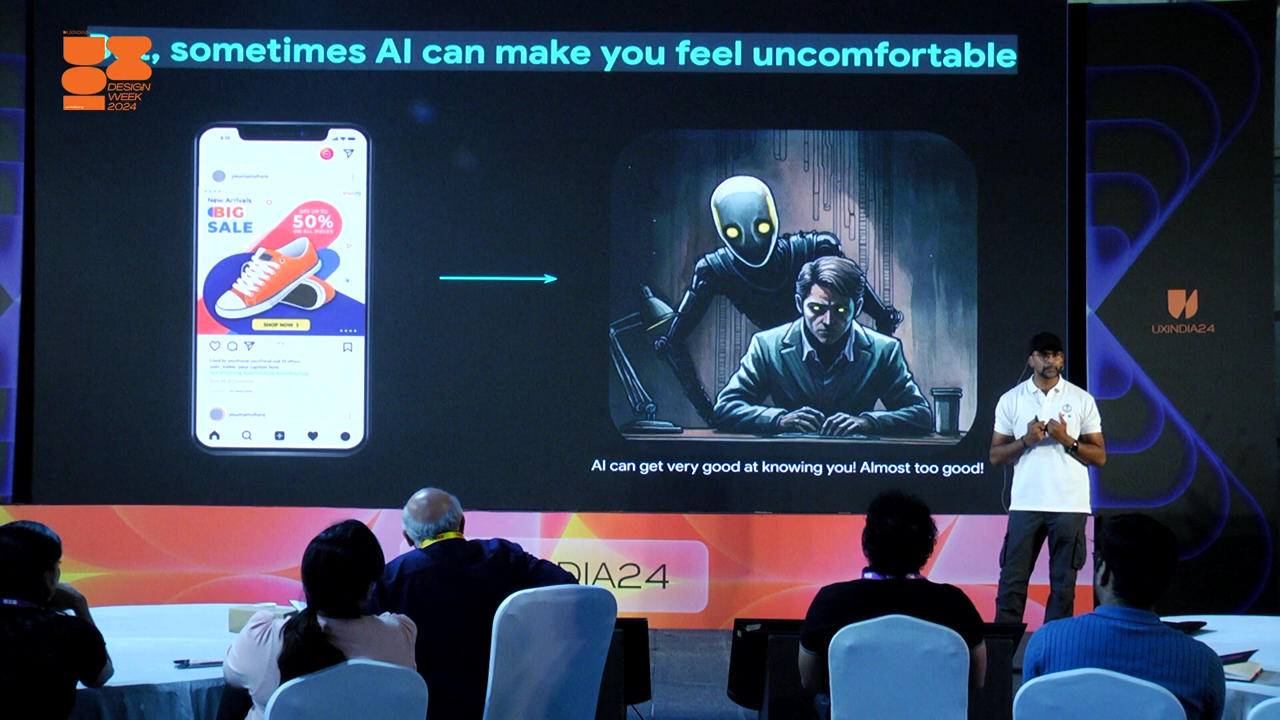 DESIGN
WEEK
2024
, sometimes AI can make you feel uncomfortable
New Arrivals
BIG
SALE
50%
SHOP NOW
AI can get very good at knowing you! Almost too good!
UXINDIA24
DIA24